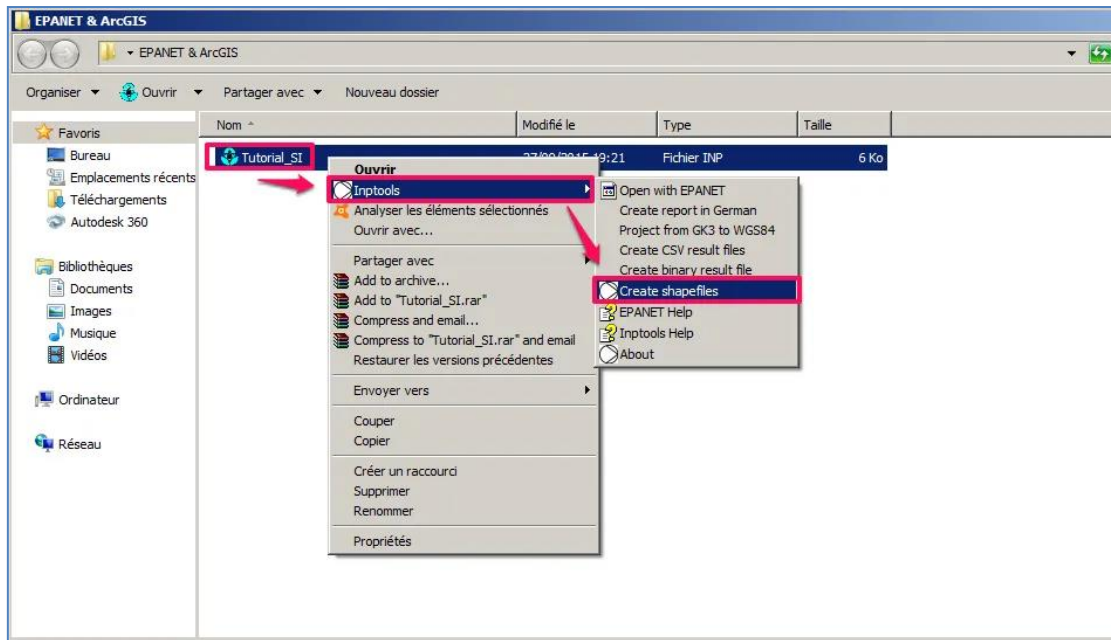 EPANET & ArcGIS
EPANET & ArcGIS
Organiser Ouvrir Partager avec Nouveau dossier
Nom Modifié le Type Taille
Favoris
Bureau
Emplacements récents
Téléchargements
Autodesk 360
Bibliothèques
Documents
Images
Musique
Vidéos
Ordinateur
Réseau
Tutorial_SI 27/09/2015 19:21 Fichier INP 6 Ko
Ouvrir
Inptools
Analyser les éléments sélectionnés
Ouvrir avec...
Partager avec
Add to archive...
Add to "Tutorial_SI.rar"
Compress and email...
Compress to "Tutorial_SI.rar" and email
Restaurer les versions précédentes
Envoyer vers
Couper
Copier
Créer un raccourci
Supprimer
Renommer
Propriétés
Open with EPANET
Create report in German
Project from GK3 to WGS84
Create CSV result files
Create binary result file
Create shapefiles
EPANET Help
Inptools Help
About